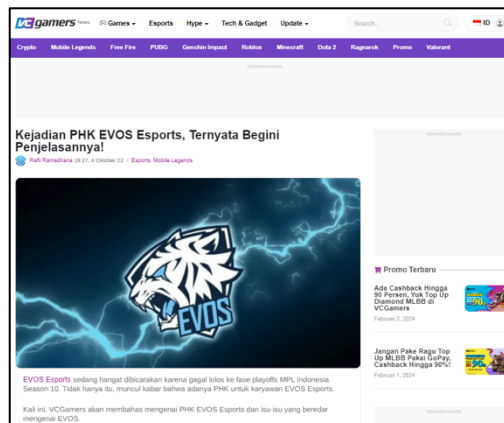 VCgamers News Games Esports Hype Tech & Gadget Update Search.. ID
Crypto Mobile Legends Free Fire PUBG Genshin Impact Roblox Minecraft Dota 2 Ragnarok Promo Valorant
Advertisements
Kejadian PHK EVOS Esports, Ternyata Begini
Penjelasannya!
Rafli Ramadhana 19:27, 4 Oktober 22 | Esports, Mobile Legends
EVOS
EVOS Esports sedang hangat dibicarakan karena gagal lolos ke fase playoffs MPL Indonesia
Season 10. Tidak hanya itu, muncul kabar bahwa adanya PHK untuk karyawan EVOS Esports.
Kali ini, VCGamers akan membahas mengenai PHK EVOS Esports dan isu-isu yang beredar
mengenai EVOS.
Advertisements
Promo Terbaru
Ada Cashback Hingga
90 Persen, Yuk Top Up
Diamond MLBB di
VCGamers
Februari 2, 2024
90%
Jangan Pake Ragu Top
Up MLBB Pakai GoPay,
Cashback Hingga 90%!
Februari 1, 2024
90%
Advertisements